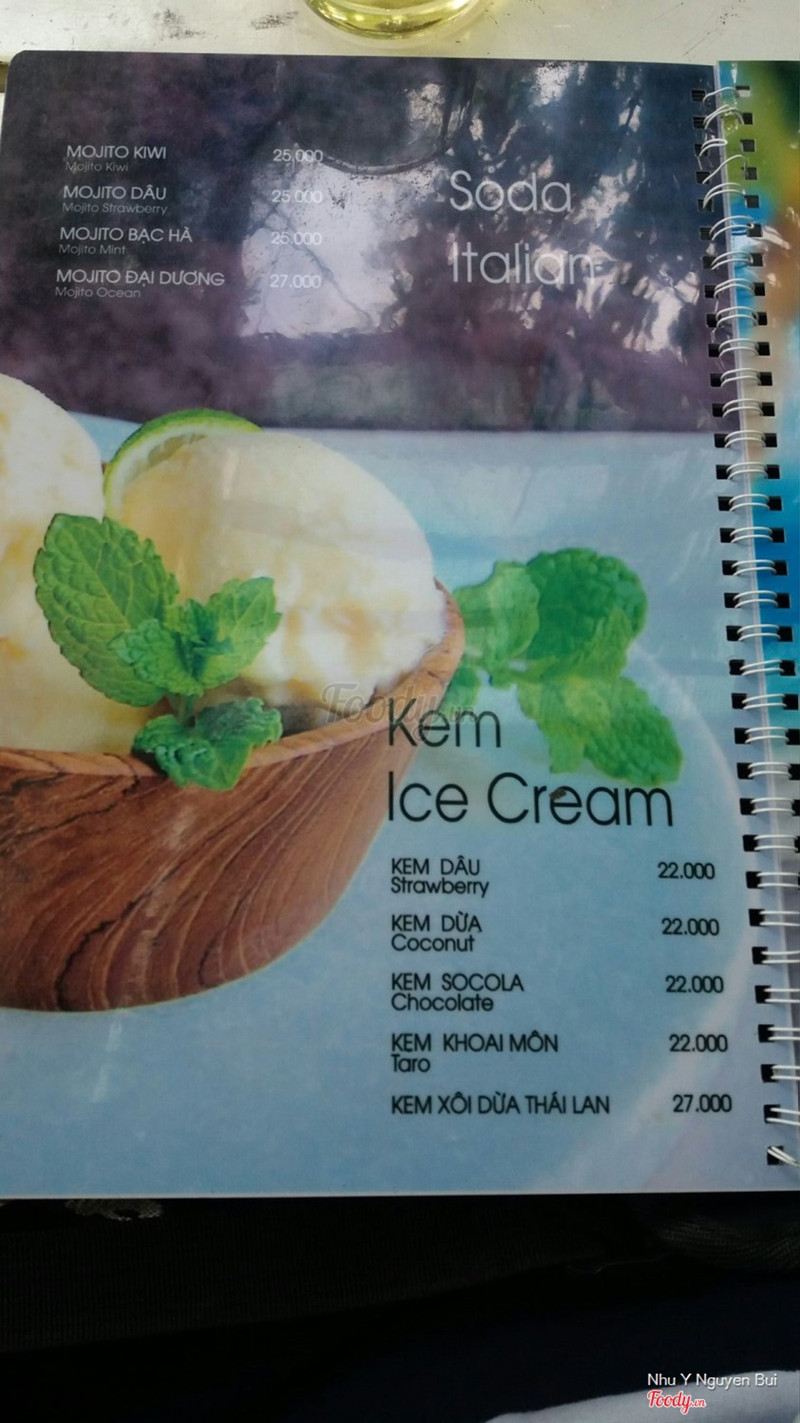 MOJITO KIWI 25,000
Mojito Kiwi
MOJITO DÂU 25.000
Mojito Strawberry
MOJITO BẠC HÀ 25.000
Mojito Mint
MOJITO ĐẠI DƯƠNG 27.000
Mojito Ocean
Soda
Italian
Foody.vn
Kem
Ice Cream
KEM DÂU 22.000
Strawberry
KEM DỪA 22.000
Coconut
KEM SOCOLA 22.000
Chocolate
KEM KHOAI MÔN 22.000
Taro
KEM XÔI DỪA THÁI LAN 27.000
Nhu Y Nguyen Bui
Foody.vn